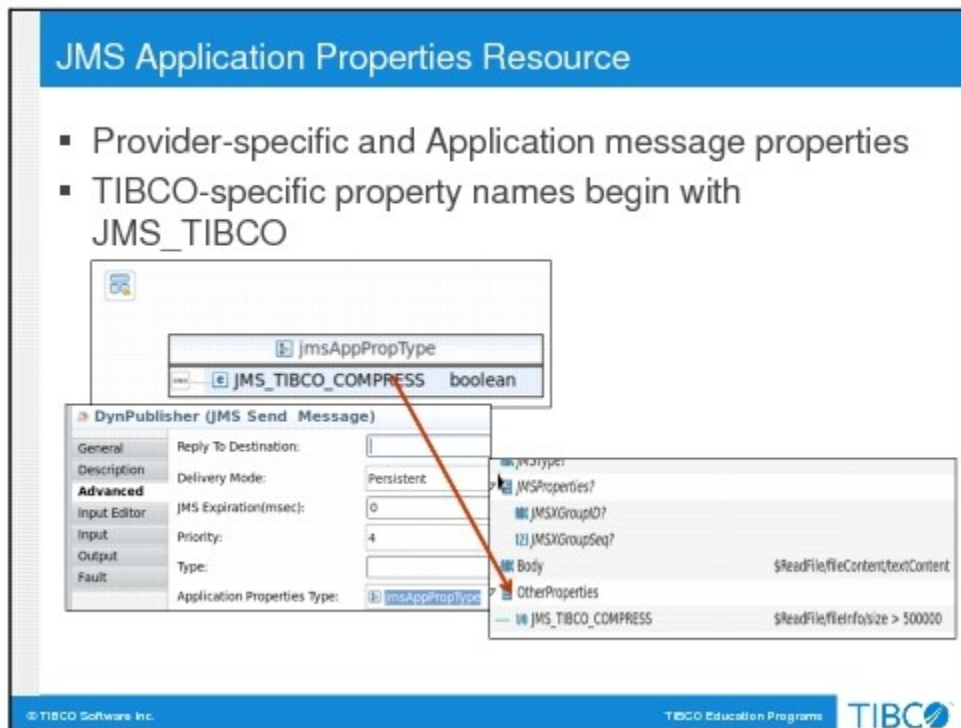 JMS Application Properties Resource
▪ Provider-specific and Application message properties
▪ TIBCO-specific property names begin with
JMS_TIBCO
jmsAppPropType
JMS_TIBCO_COMPRESS boolean
DynPublisher (JMS Send Message)
General
Description
Advanced
Input Editor
Input
Output
Fault
Reply To Destination:
Delivery Mode: Persistent
JMS Expiration(msec): 0
Priority: 4
Type:
Application Properties Type: jmsAppPropType
JMSType?
JMSProperties?
JMSXGroupID?
JMSXGroupSeq?
Body $ReadFile/fileContent/textContent
OtherProperties
JMS_TIBCO_COMPRESS $ReadFile/fileInfo/size > 500000
© TIBCO Software Inc.
TIBCO Education Programs
TIBCO